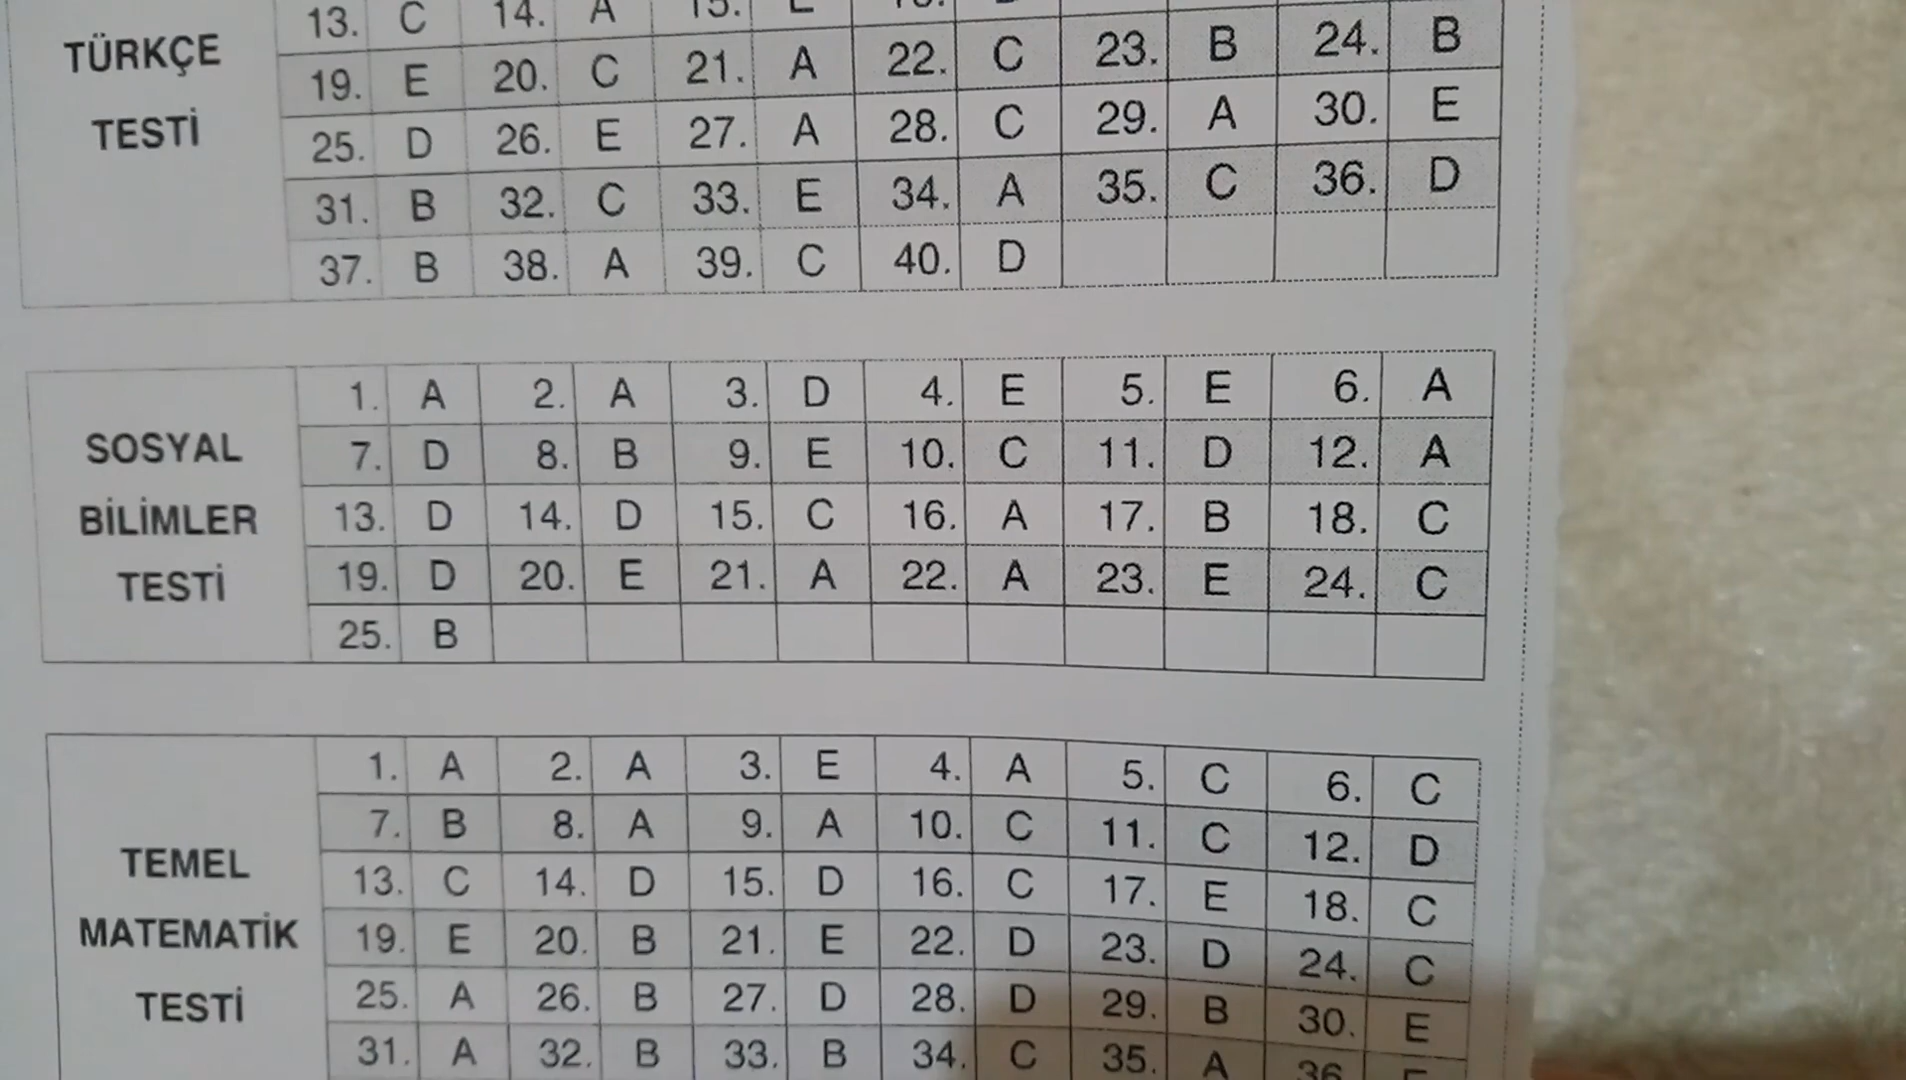 13. C 14. A 15.
TÜRKÇE
19. E 20. C 21. A 22. C 23. B 24. B
TESTİ
25. D 26. E 27. A 28. C 29. A 30. E
31. B 32. C 33. E 34. A 35. C 36. D
37. B 38. A 39. C 40. D
1. A 2. A 3. D 4. E 5. E 6. A
SOSYAL
7. D 8. B 9. E 10. C 11. D 12. A
BİLİMLER
13. D 14. D 15. C 16. A 17. B 18. C
TESTİ
19. D 20. E 21. A 22. A 23. E 24. C
25. B
1. A 2. A 3. E 4. A 5. C 6. C
7. B 8. A 9. A 10. C 11. C 12. D
TEMEL
13. C 14. D 15. D 16. C 17. E 18. C
MATEMATİK
19. E 20. B 21. E 22. D 23. D 24. C
TESTİ
25. A 26. B 27. D 28. D 29. B 30. E
31. A 32. B 33. B 34. C 35. A 36